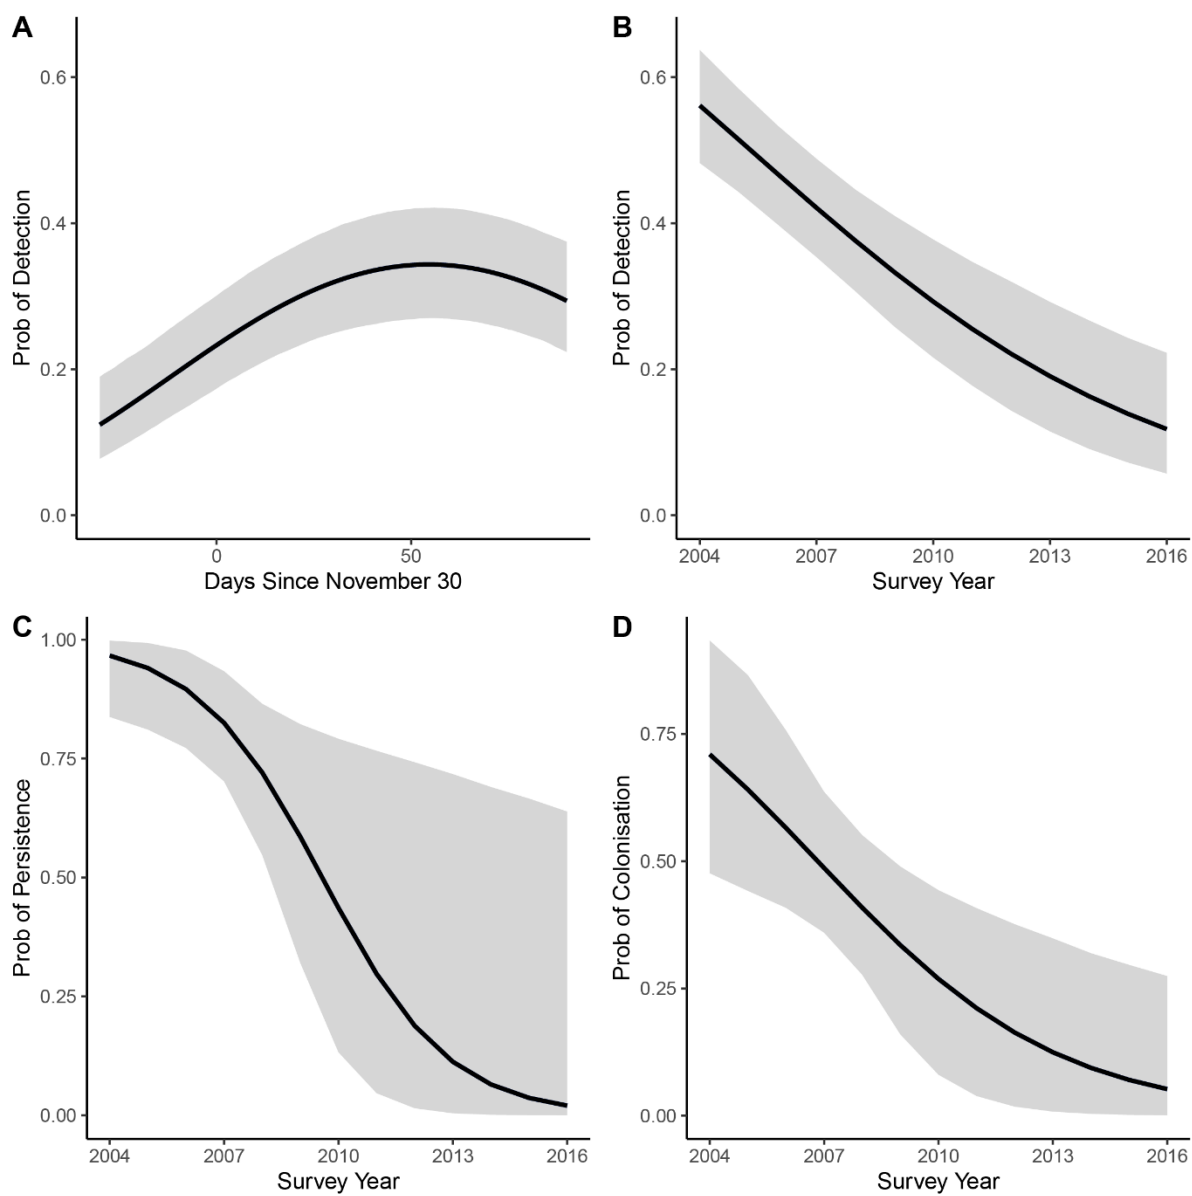 A
Prob of Detection
0.6
0.4
0.2
0.0
0 50
Days Since November 30
B
Prob of Detection
0.6
0.4
0.2
0.0
2004 2007 2010 2013 2016
Survey Year
C
Prob of Persistence
1.00
0.75
0.50
0.25
0.00
2004 2007 2010 2013 2016
Survey Year
D
Prob of Colonisation
0.75
0.50
0.25
0.00
2004 2007 2010 2013 2016
Survey Year